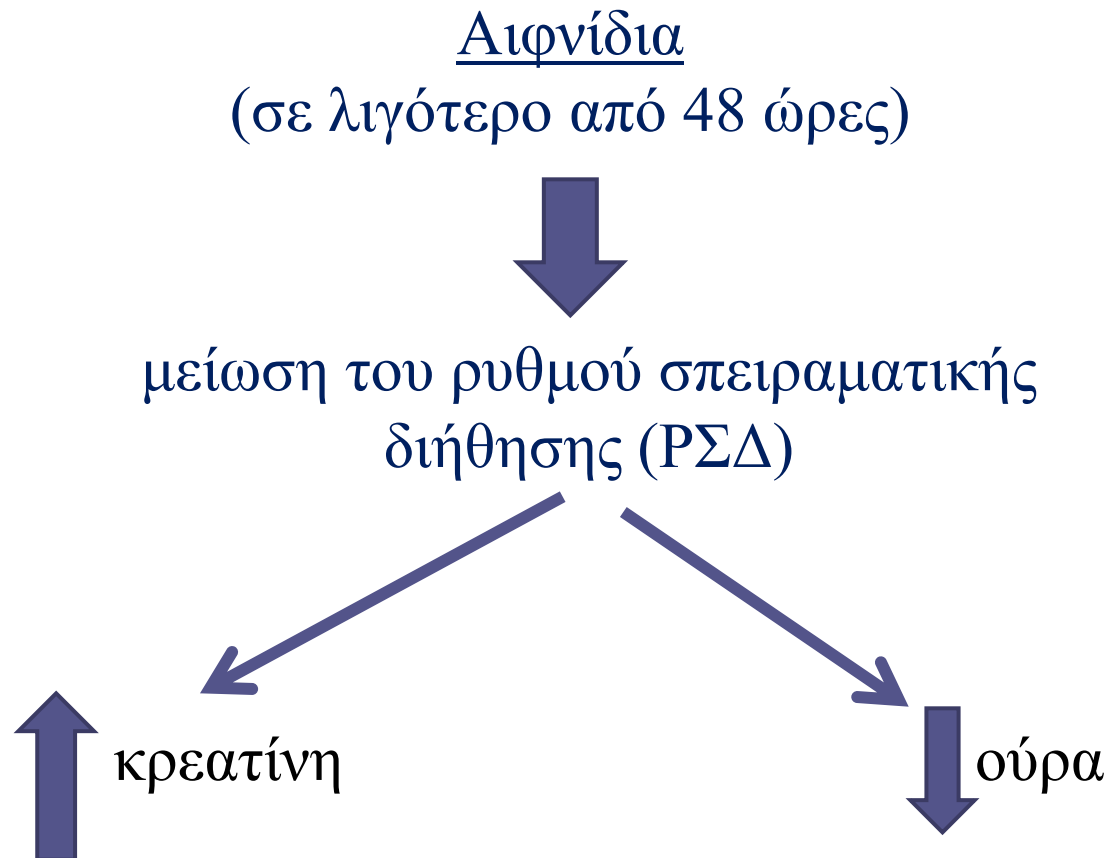 Αιφνίδια
(σε λιγότερο από 48 ώρες)
μείωση του ρυθμού σπειραματικής
διήθησης (ΡΣΔ)
κρεατίνη
ούρα